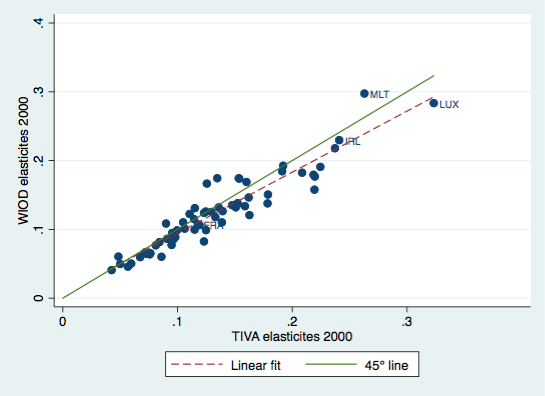 .4
.3
.2
.1
0
WIOD elasticites 2000
MLT
LUX
IRL
FRA
0
.1
.2
.3
TIVA elasticites 2000
Linear fit
45° line